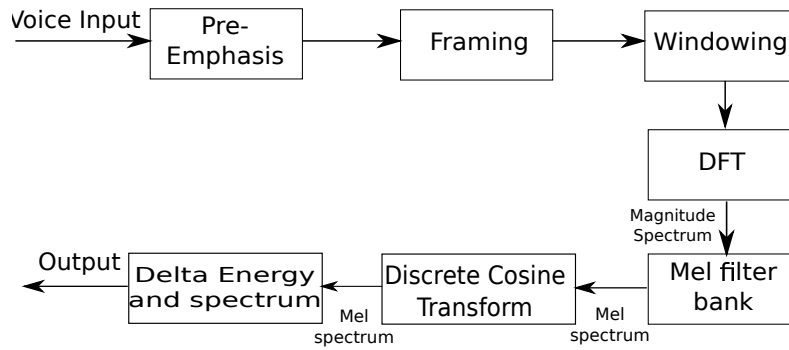 Voice Input
Pre-
Emphasis
Framing
Windowing
DFT
Magnitude
Spectrum
Mel filter
bank
Mel
spectrum
Discrete Cosine
Transform
Mel
spectrum
Delta Energy
and spectrum
Output